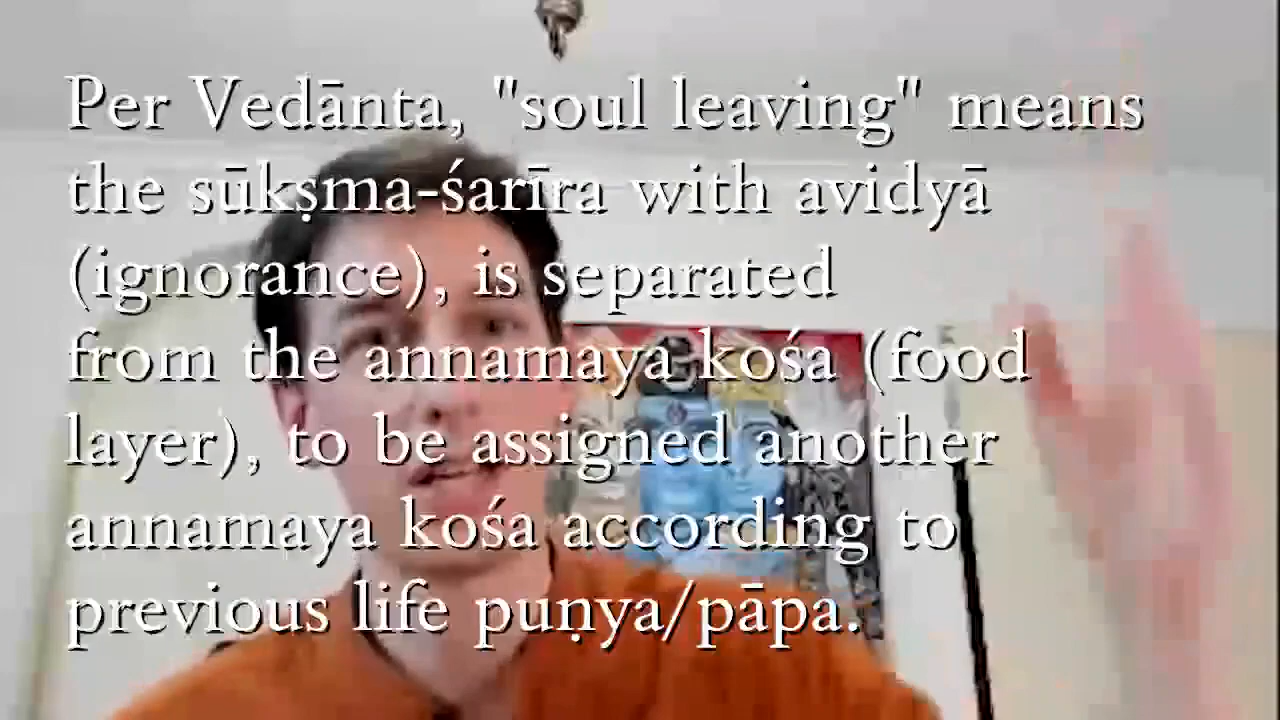 Per Vedānta, "soul leaving" means
the sūkṣma-śarīra with avidyā
(ignorance), is separated
from the annamaya kośa (food
layer), to be assigned another
annamaya kośa according to
previous life puṇya/pāpa.